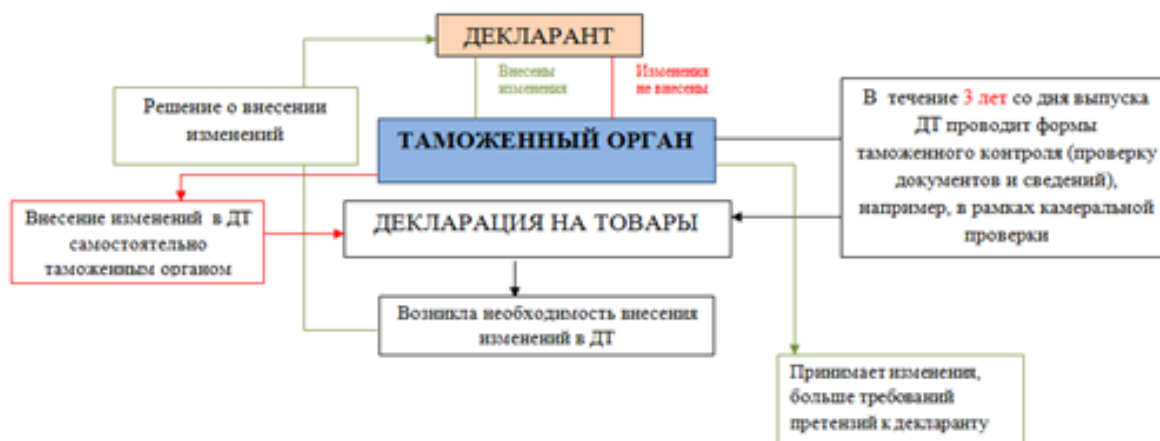 ДЕКЛАРАНТ
Внесены
изменения
Изменения
не внесены
Решение о внесении
изменений
ТАМОЖЕННЫЙ ОРГАН
В течение 3 лет со дня выпуска
ДТ проводит формы
таможенного контроля (проверку
документов и сведений),
например, в рамках камеральной
проверки
Внесение изменений в ДТ
самостоятельно
таможенным органом
ДЕКЛАРАЦИЯ НА ТОВАРЫ
Возникла необходимость внесения
изменений в ДТ
Принимает изменения,
больше требований
претензий к декларанту